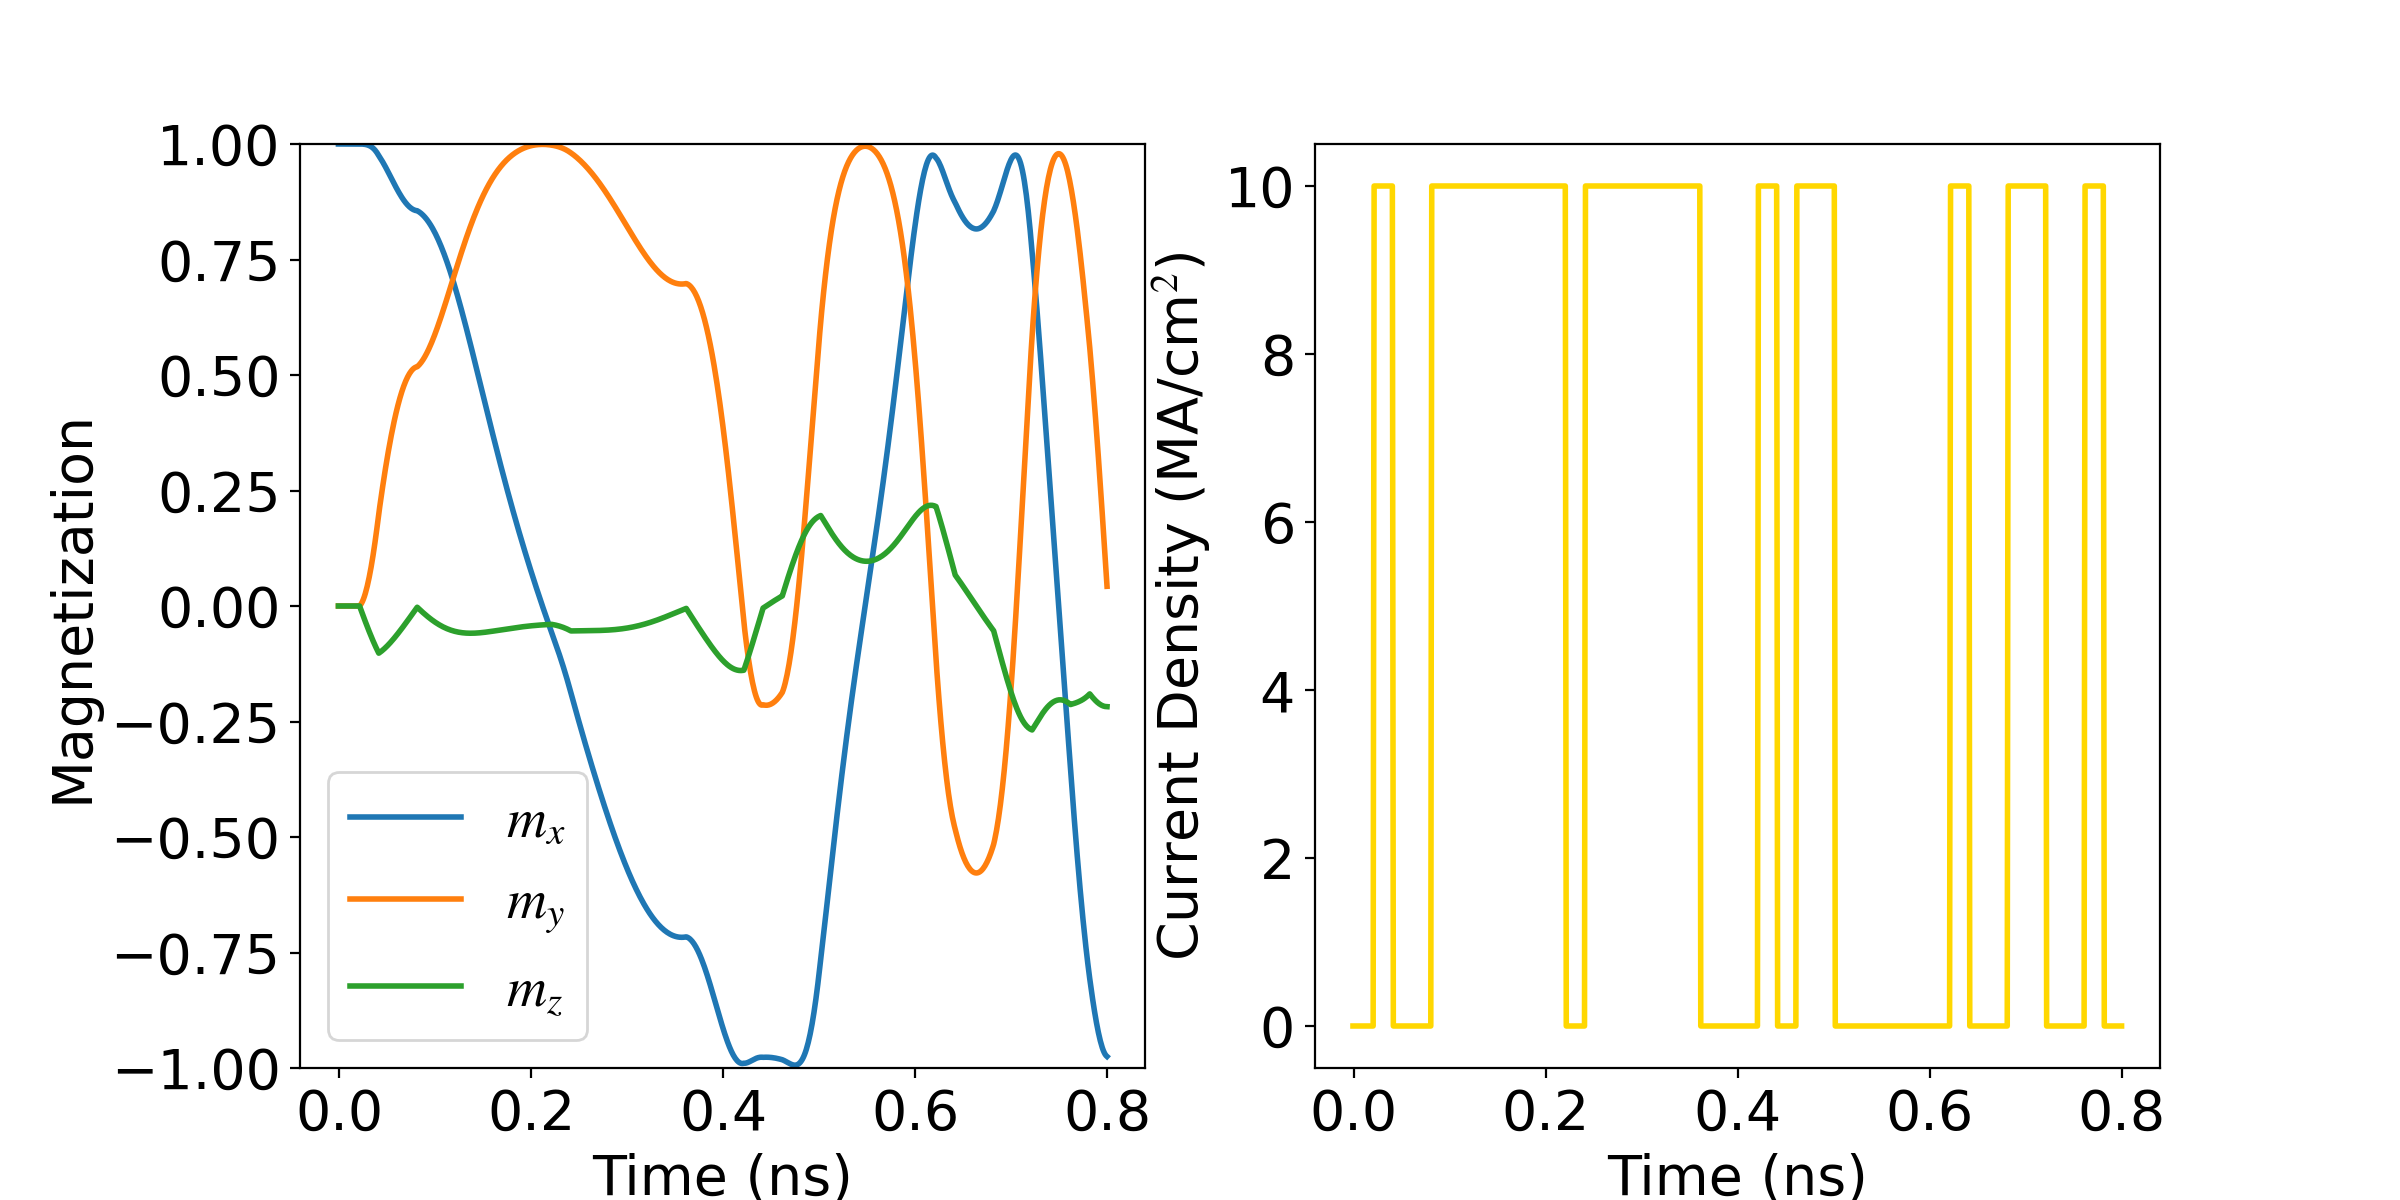 Magnetization
1.00
0.75
0.50
0.25
0.00
−0.25
−0.50
−0.75
−1.00
m_x
m_y
m_z
0.0 0.2 0.4 0.6 0.8
Time (ns)
Current Density (MA/cm²)
10
8
6
4
2
0
0.0 0.2 0.4 0.6 0.8
Time (ns)